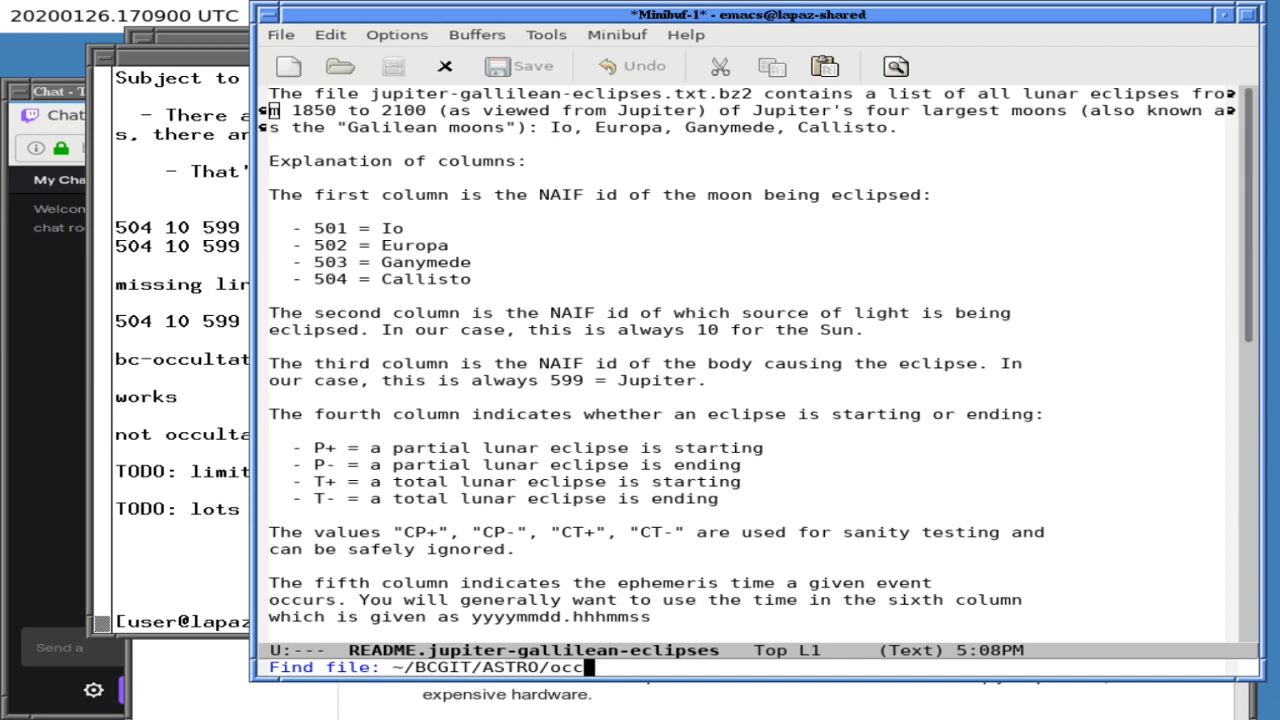 20200126.170900 UTC
*Minibuf-1* - emacs@lapaz-shared
File Edit Options Buffers Tools Minibuf Help
Save Undo
The file jupiter-gallilean-eclipses.txt.bz2 contains a list of all lunar eclipses fro
m 1850 to 2100 (as viewed from Jupiter) of Jupiter's four largest moons (also known a
s the "Galilean moons"): Io, Europa, Ganymede, Callisto.
Explanation of columns:
The first column is the NAIF id of the moon being eclipsed:
- 501 = Io
- 502 = Europa
- 503 = Ganymede
- 504 = Callisto
The second column is the NAIF id of which source of light is being
eclipsed. In our case, this is always 10 for the Sun.
The third column is the NAIF id of the body causing the eclipse. In
our case, this is always 599 = Jupiter.
The fourth column indicates whether an eclipse is starting or ending:
- P+ = a partial lunar eclipse is starting
- P- = a partial lunar eclipse is ending
- T+ = a total lunar eclipse is starting
- T- = a total lunar eclipse is ending
The values "CP+", "CP-", "CT+", "CT-" are used for sanity testing and
can be safely ignored.
The fifth column indicates the ephemeris time a given event
occurs. You will generally want to use the time in the sixth column
which is given as yyyymmdd.hhhmmss
U:--- README.jupiter-gallilean-eclipses Top L1 (Text) 5:08PM
Find file: ~/BCGIT/ASTRO/occ
Subject to
- There a
s, there ar
- That'
504 10 599
504 10 599
missing lin
504 10 599
bc-occultat
works
not occulta
TODO: limit
TODO: lots
[user@lapaz
Chat - T
Chat
My Cha
Welcon
chat ro
Send a
expensive hardware.